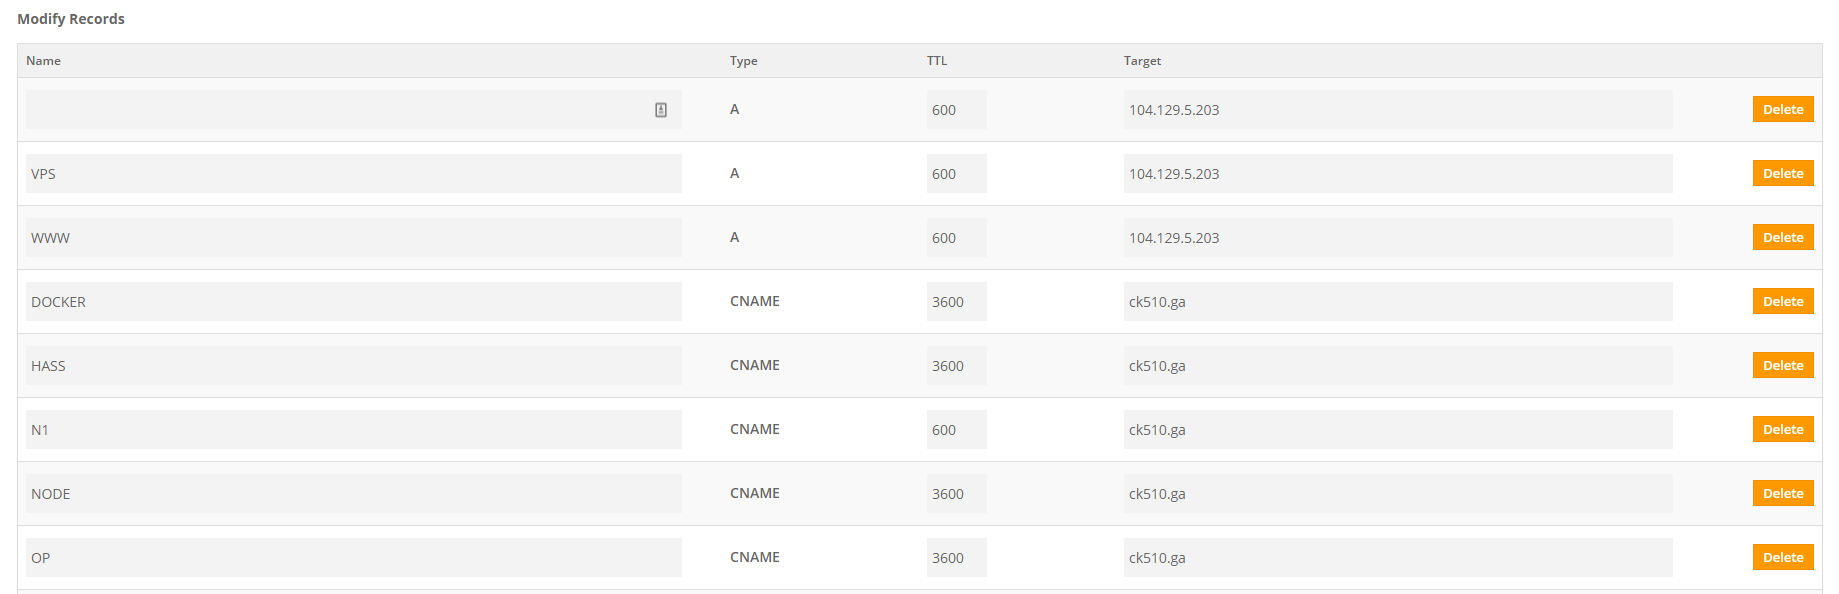 Modify Records
Name Type TTL Target
A 600 104.129.5.203 Delete
VPS A 600 104.129.5.203 Delete
WWW A 600 104.129.5.203 Delete
DOCKER CNAME 3600 ck510.ga Delete
HASS CNAME 3600 ck510.ga Delete
N1 CNAME 600 ck510.ga Delete
NODE CNAME 3600 ck510.ga Delete
OP CNAME 3600 ck510.ga Delete